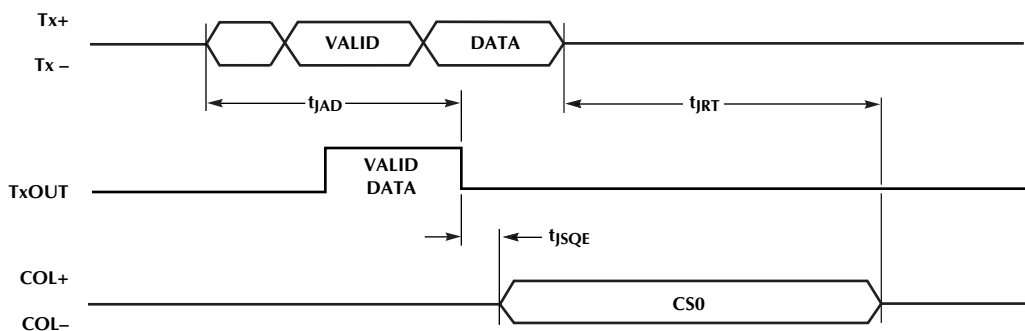 Tx+
Tx –
VALID
DATA
tJAD
tJRT
TxOUT
VALID
DATA
tJSQE
COL+
COL–
CS0